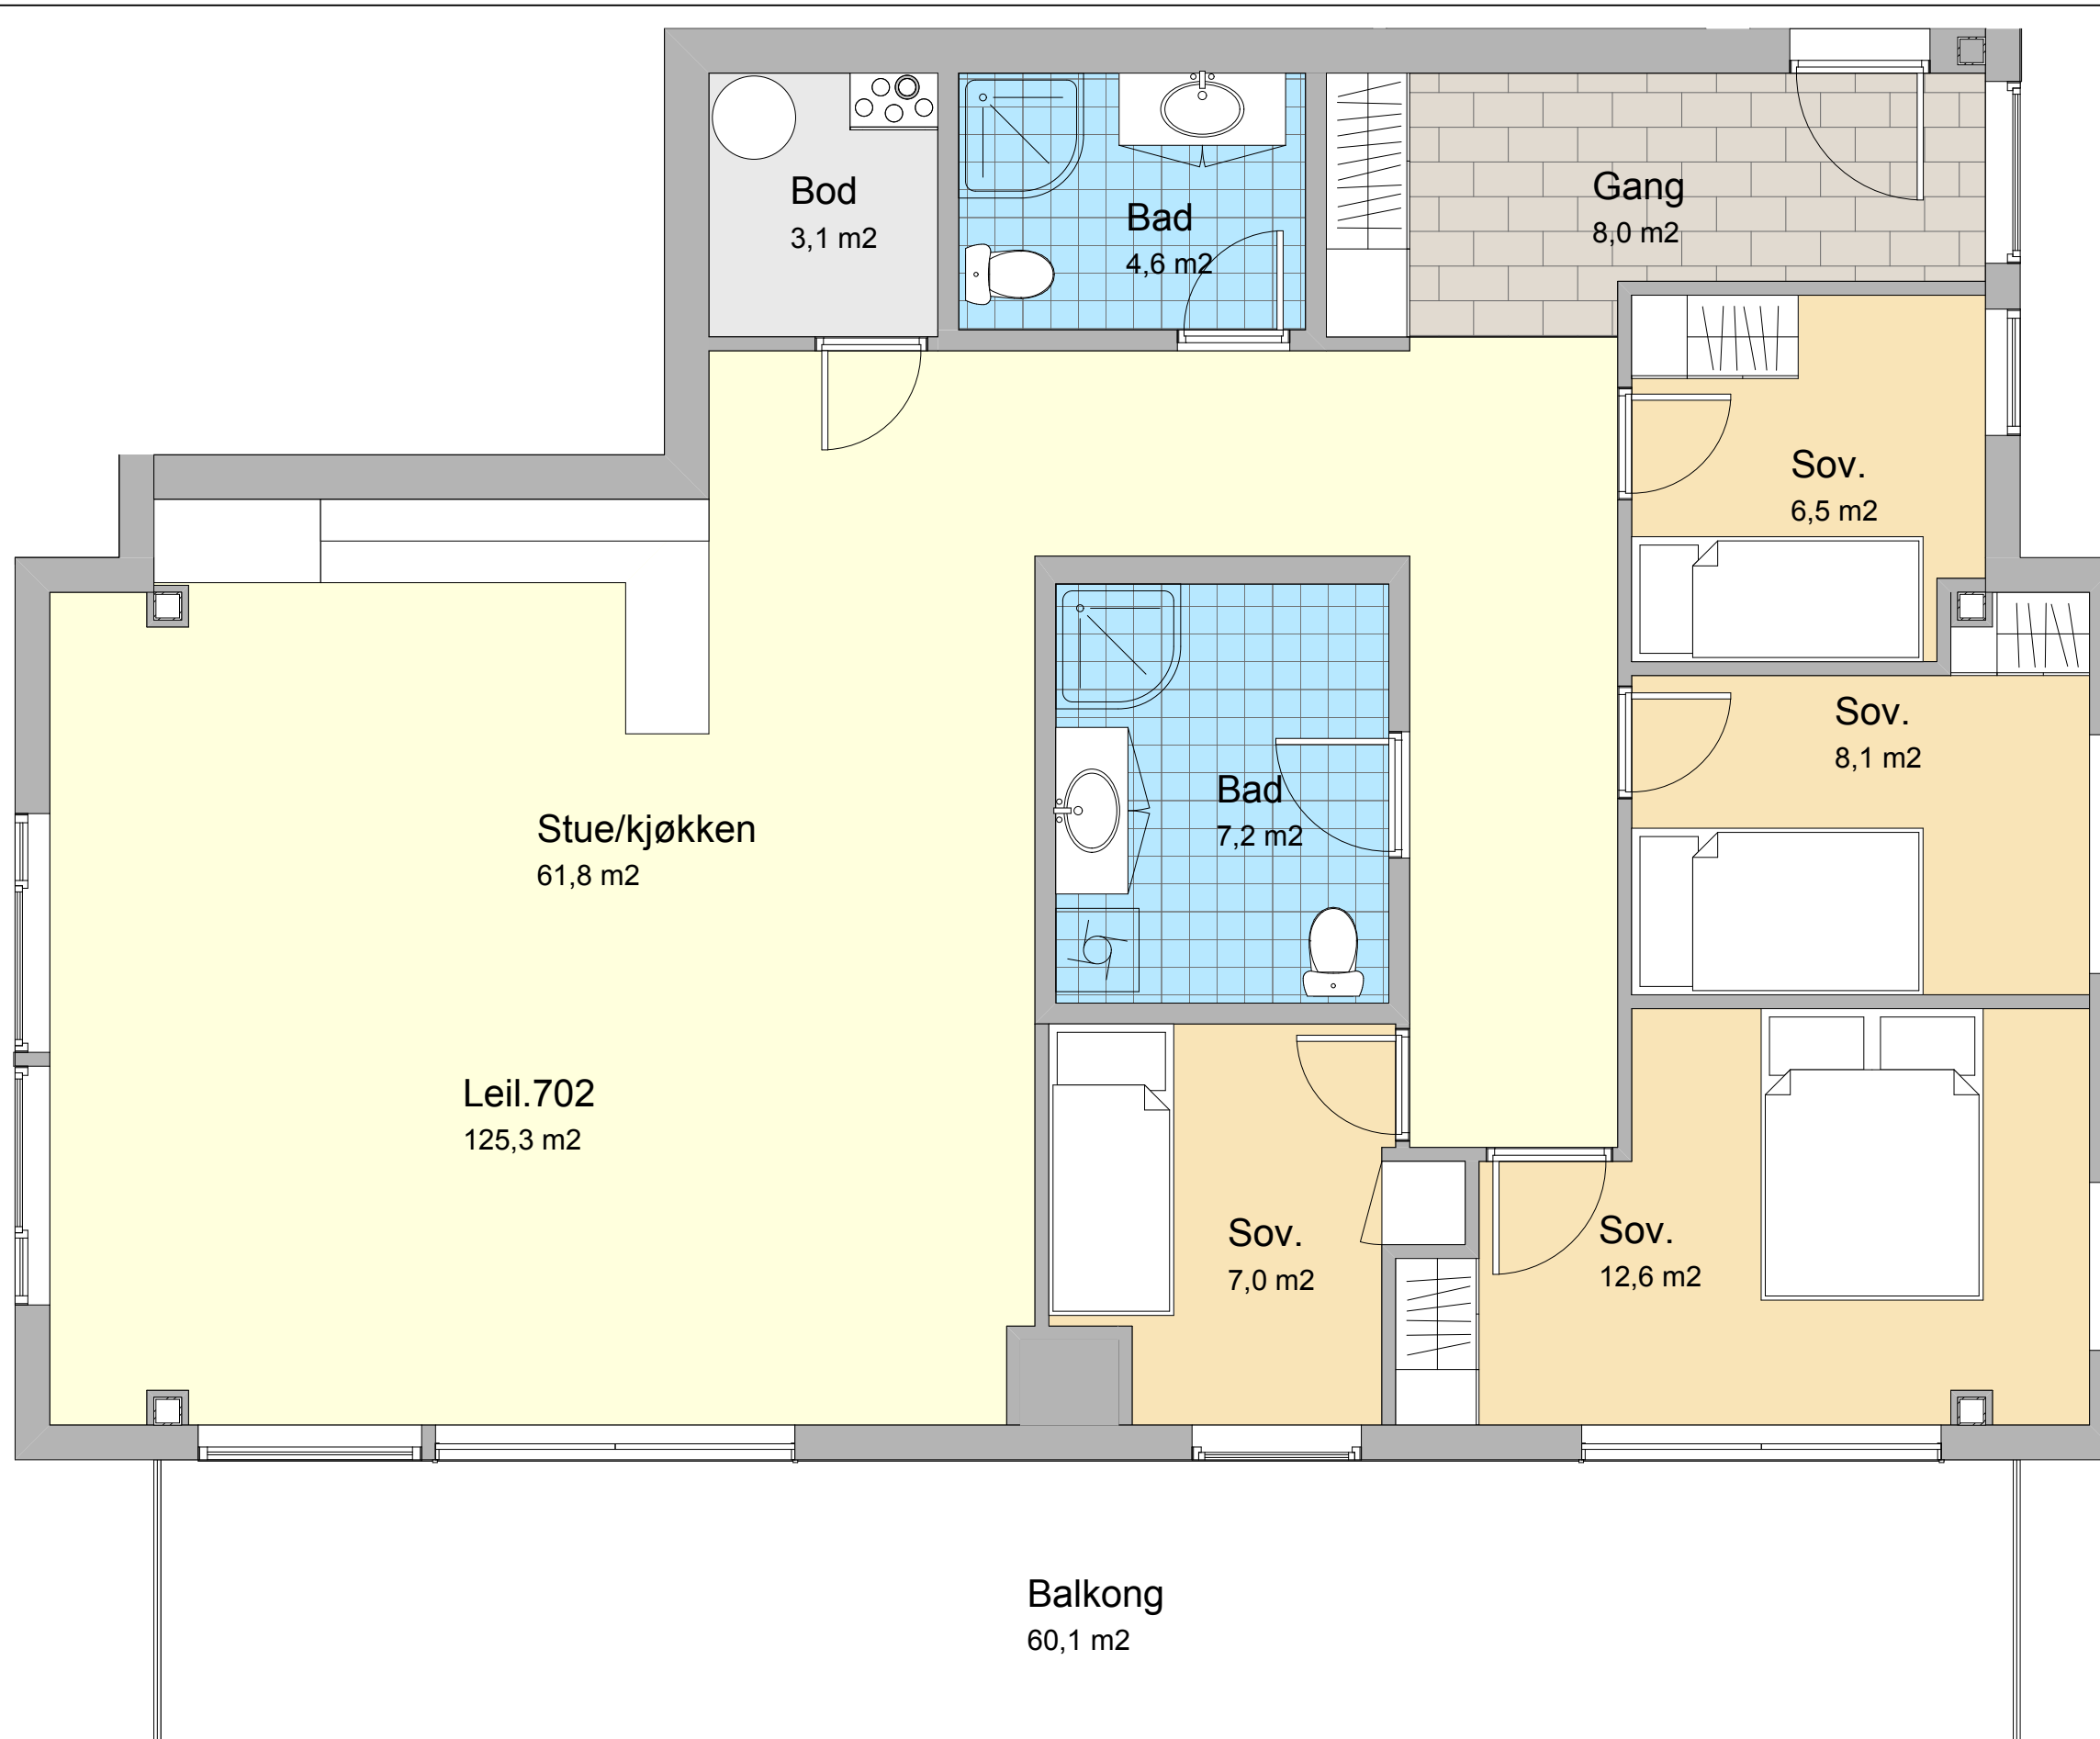 Bod
3,1 m2
Bad
4,6 m2
Gang
8,0 m2
Sov.
6,5 m2
Sov.
8,1 m2
Bad
7,2 m2
Stue/kjøkken
61,8 m2
Leil.702
125,3 m2
Sov.
7,0 m2
Sov.
12,6 m2
Balkong
60,1 m2